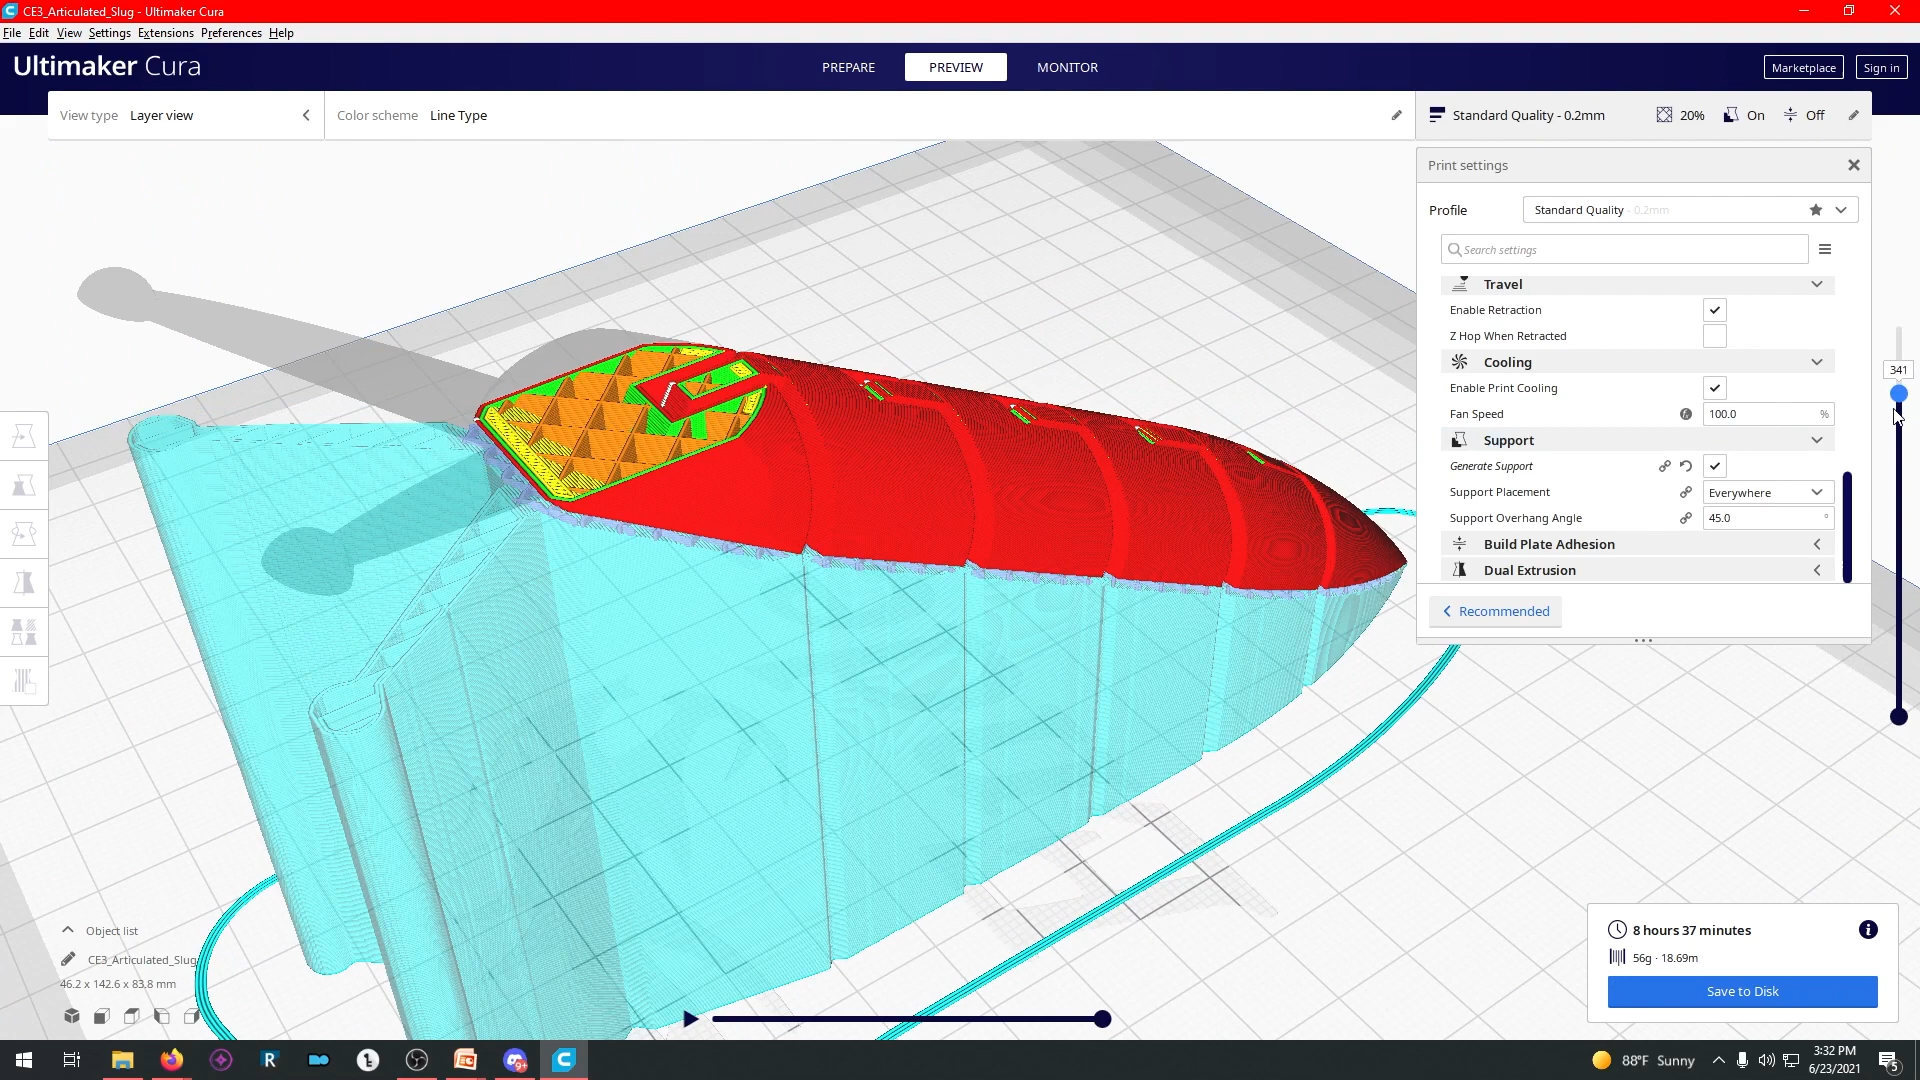 CE3_Articulated_Slug - Ultimaker Cura
File Edit View Settings Extensions Preferences Help
Ultimaker Cura
PREPARE PREVIEW MONITOR
Marketplace Sign in
View type Layer view
Color scheme Line Type
Standard Quality - 0.2mm 20% On Off
Print settings
Profile Standard Quality - 0.2mm
Search settings
Travel
Enable Retraction
Z Hop When Retracted
Cooling
Enable Print Cooling
Fan Speed 100.0 %
Support
Generate Support
Support Placement Everywhere
Support Overhang Angle 45.0 °
Build Plate Adhesion
Dual Extrusion
Recommended
341
Object list
CE3_Articulated_Slug
46.2 x 142.6 x 83.8 mm
8 hours 37 minutes
56g · 18.69m
Save to Disk
88°F Sunny
3:32 PM
6/23/2021
5